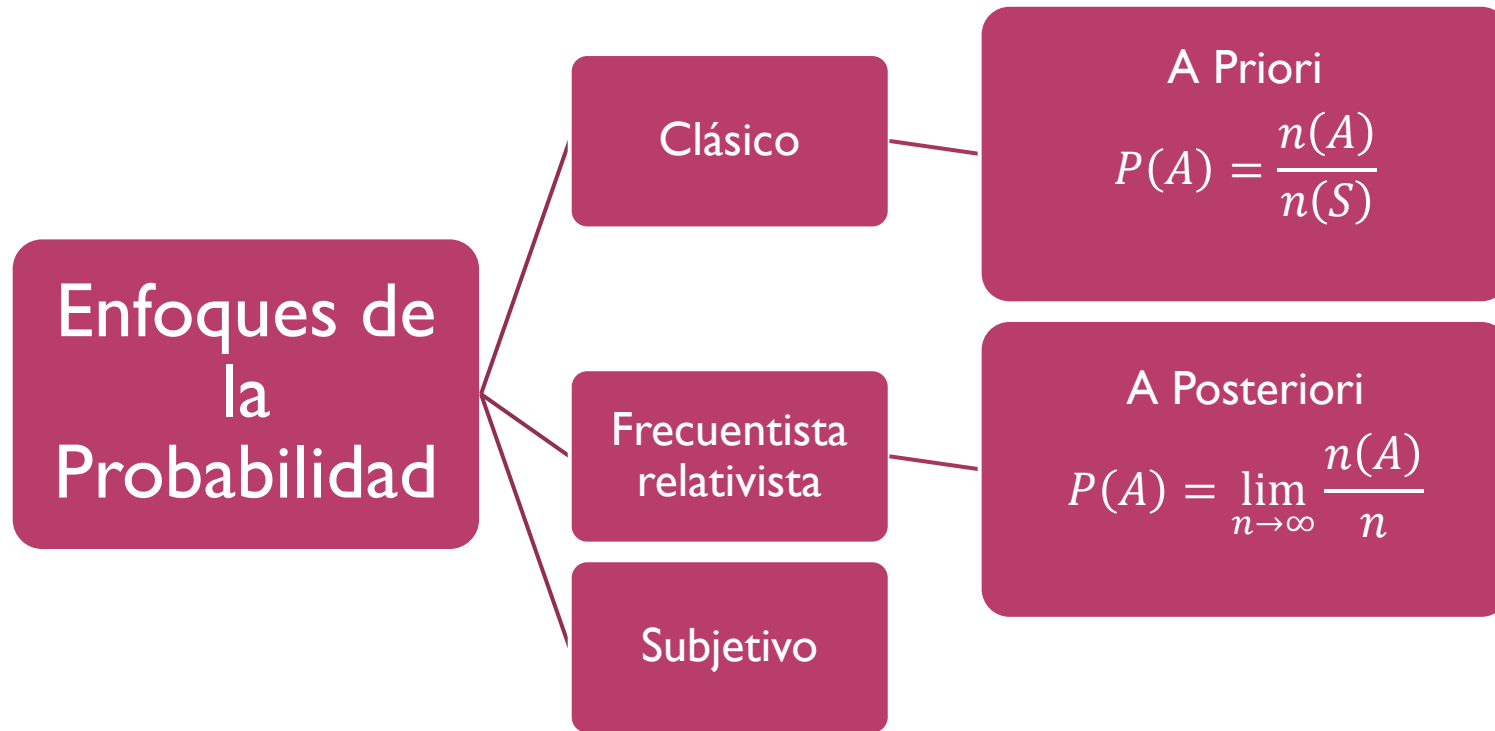 Enfoques de
la
Probabilidad
Clásico
A Priori
P(A) = n(A)/n(S)
Frecuentista
relativista
A Posteriori
P(A) = lim n→∞ n(A)/n
Subjetivo